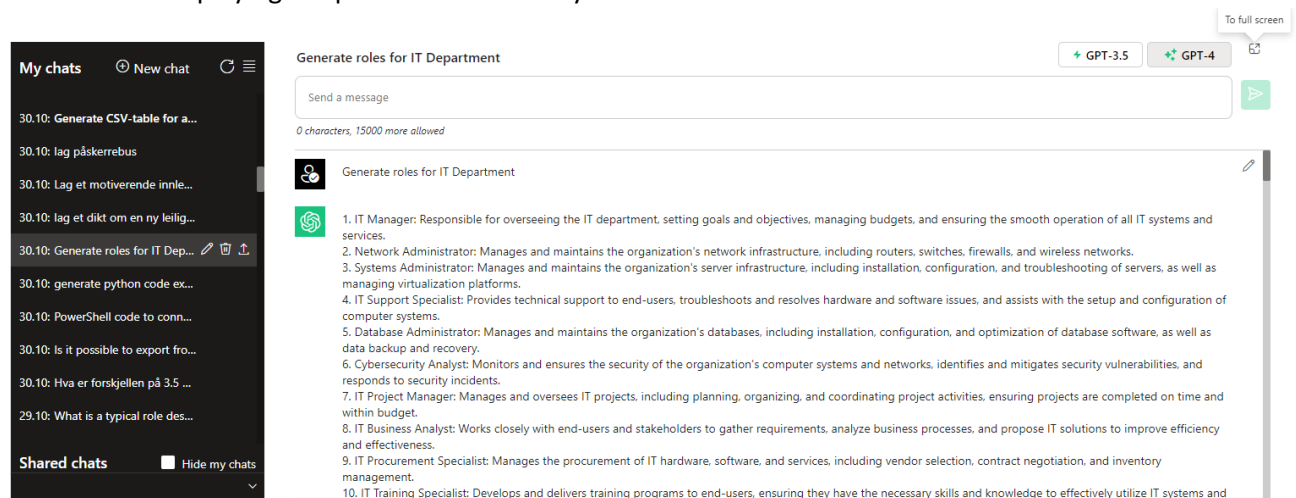 To full screen
My chats
New chat
30.10: Generate CSV-table for a...
30.10: lag påskerrebus
30.10: Lag et motiverende innle...
30.10: lag et dikt om en ny leilig...
30.10: Generate roles for IT Dep...
30.10: generate python code ex...
30.10: PowerShell code to conn...
30.10: Is it possible to export fro...
30.10: Hva er forskjellen på 3.5 ...
29.10: What is a typical role des...
Shared chats
Hide my chats
Generate roles for IT Department
GPT-3.5
GPT-4
Send a message
0 characters, 15000 more allowed
Generate roles for IT Department
1. IT Manager: Responsible for overseeing the IT department, setting goals and objectives, managing budgets, and ensuring the smooth operation of all IT systems and
services.
2. Network Administrator: Manages and maintains the organization's network infrastructure, including routers, switches, firewalls, and wireless networks.
3. Systems Administrator: Manages and maintains the organization's server infrastructure, including installation, configuration, and troubleshooting of servers, as well as
managing virtualization platforms.
4. IT Support Specialist: Provides technical support to end-users, troubleshoots and resolves hardware and software issues, and assists with the setup and configuration of
computer systems.
5. Database Administrator: Manages and maintains the organization's databases, including installation, configuration, and optimization of database software, as well as
data backup and recovery.
6. Cybersecurity Analyst: Monitors and ensures the security of the organization's computer systems and networks, identifies and mitigates security vulnerabilities, and
responds to security incidents.
7. IT Project Manager: Manages and oversees IT projects, including planning, organizing, and coordinating project activities, ensuring projects are completed on time and
within budget.
8. IT Business Analyst: Works closely with end-users and stakeholders to gather requirements, analyze business processes, and propose IT solutions to improve efficiency
and effectiveness.
9. IT Procurement Specialist: Manages the procurement of IT hardware, software, and services, including vendor selection, contract negotiation, and inventory
management.
10. IT Training Specialist: Develops and delivers training programs to end-users, ensuring they have the necessary skills and knowledge to effectively utilize IT systems and